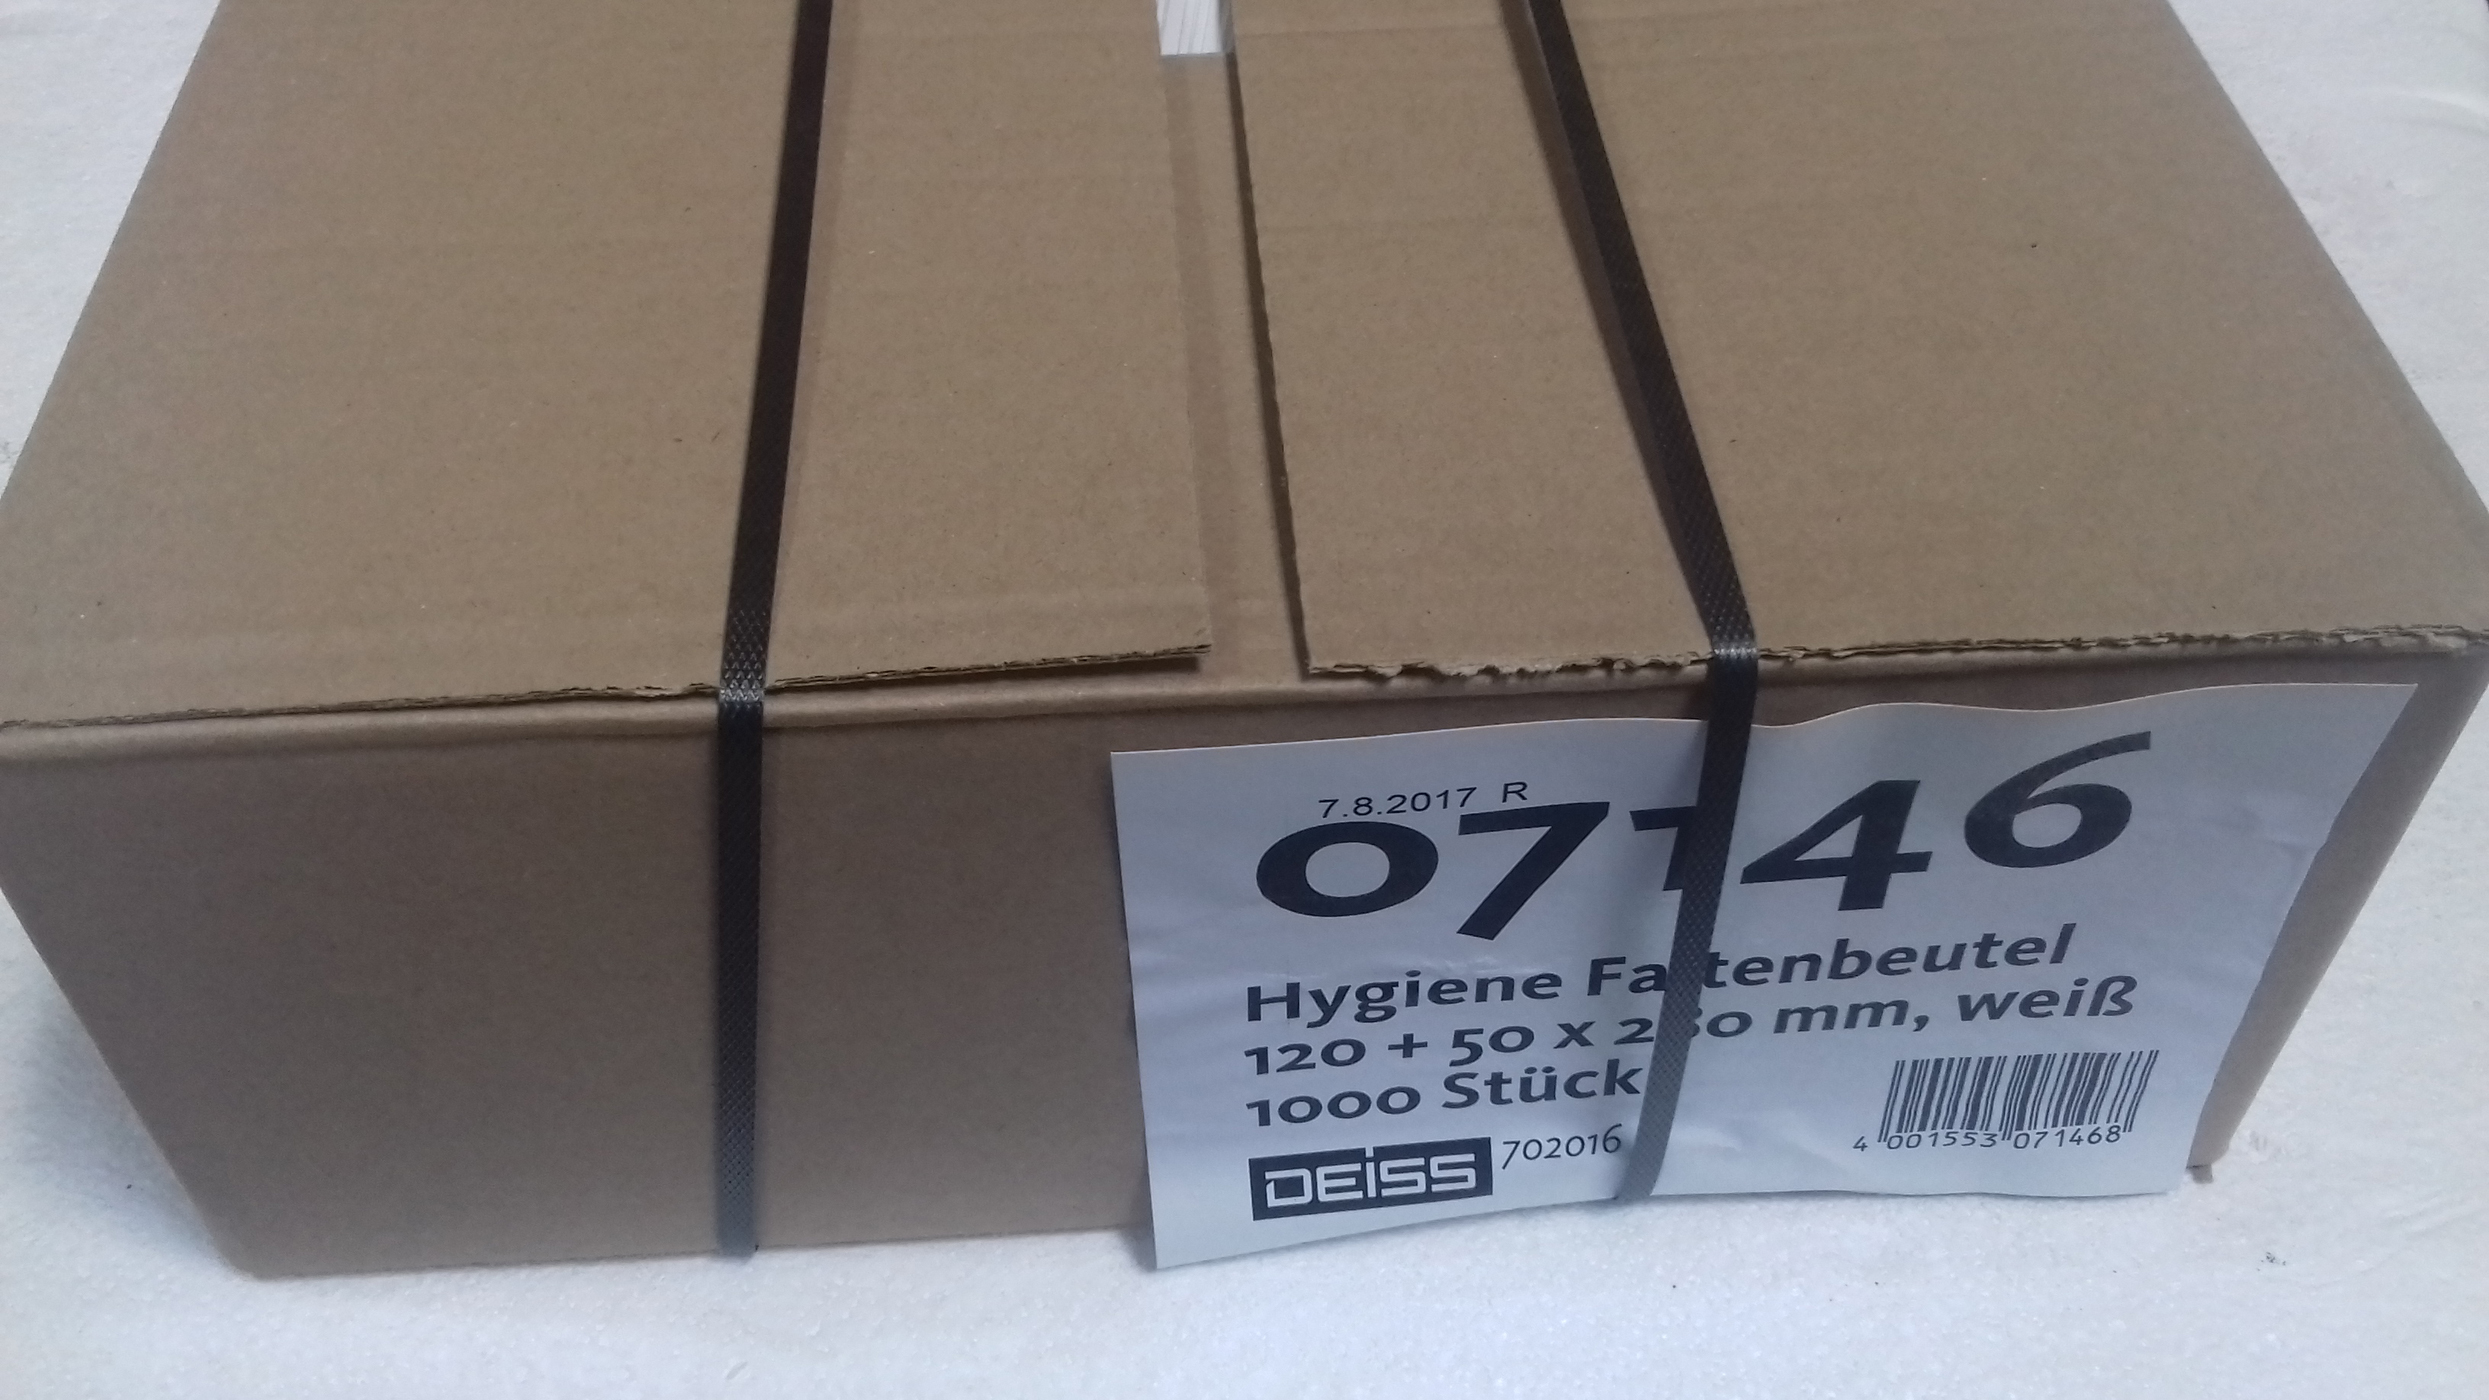 7.8.2017 R
07146
Hygiene Faltenbeutel
120 + 50 x mm, weiß
1000 Stück
DEISS 702016
4 001553 071468